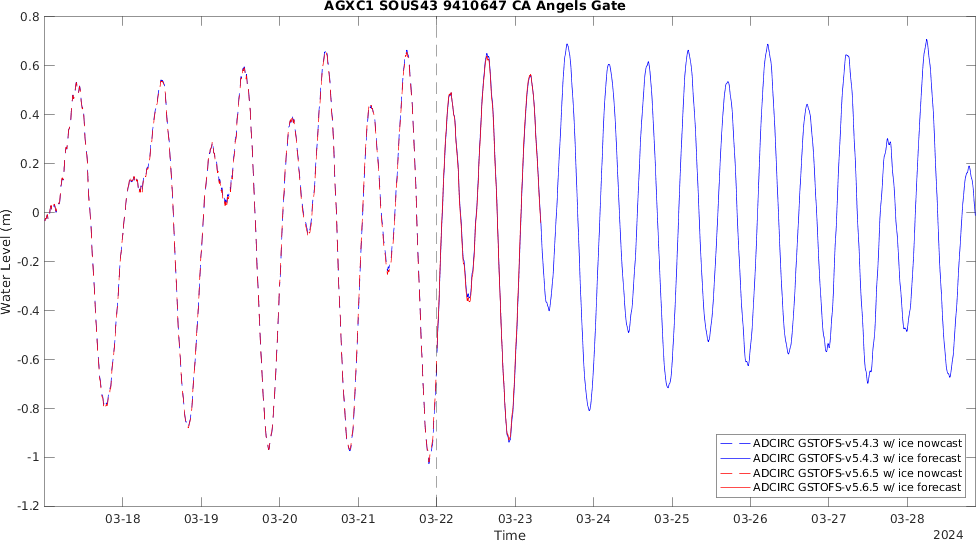 AGXC1 SOUS43 9410647 CA Angels Gate
0.8
0.6
0.4
0.2
0
-0.2
-0.4
-0.6
-0.8
-1
-1.2
Water Level (m)
ADCIRC GSTOFS-v5.4.3 w/ ice nowcast
ADCIRC GSTOFS-v5.4.3 w/ ice forecast
ADCIRC GSTOFS-v5.6.5 w/ ice nowcast
ADCIRC GSTOFS-v5.6.5 w/ ice forecast
03-18 03-19 03-20 03-21 03-22 03-23 03-24 03-25 03-26 03-27 03-28
Time
2024